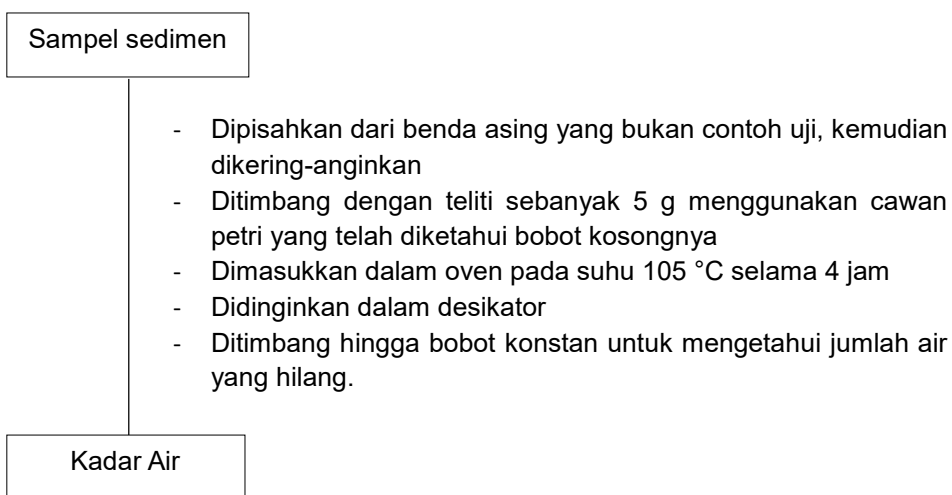 Sampel sedimen
- Dipisahkan dari benda asing yang bukan contoh uji, kemudian
dikering-anginkan
- Ditimbang dengan teliti sebanyak 5 g menggunakan cawan
petri yang telah diketahui bobot kosongnya
- Dimasukkan dalam oven pada suhu 105 °C selama 4 jam
- Didinginkan dalam desikator
- Ditimbang hingga bobot konstan untuk mengetahui jumlah air
yang hilang.
Kadar Air